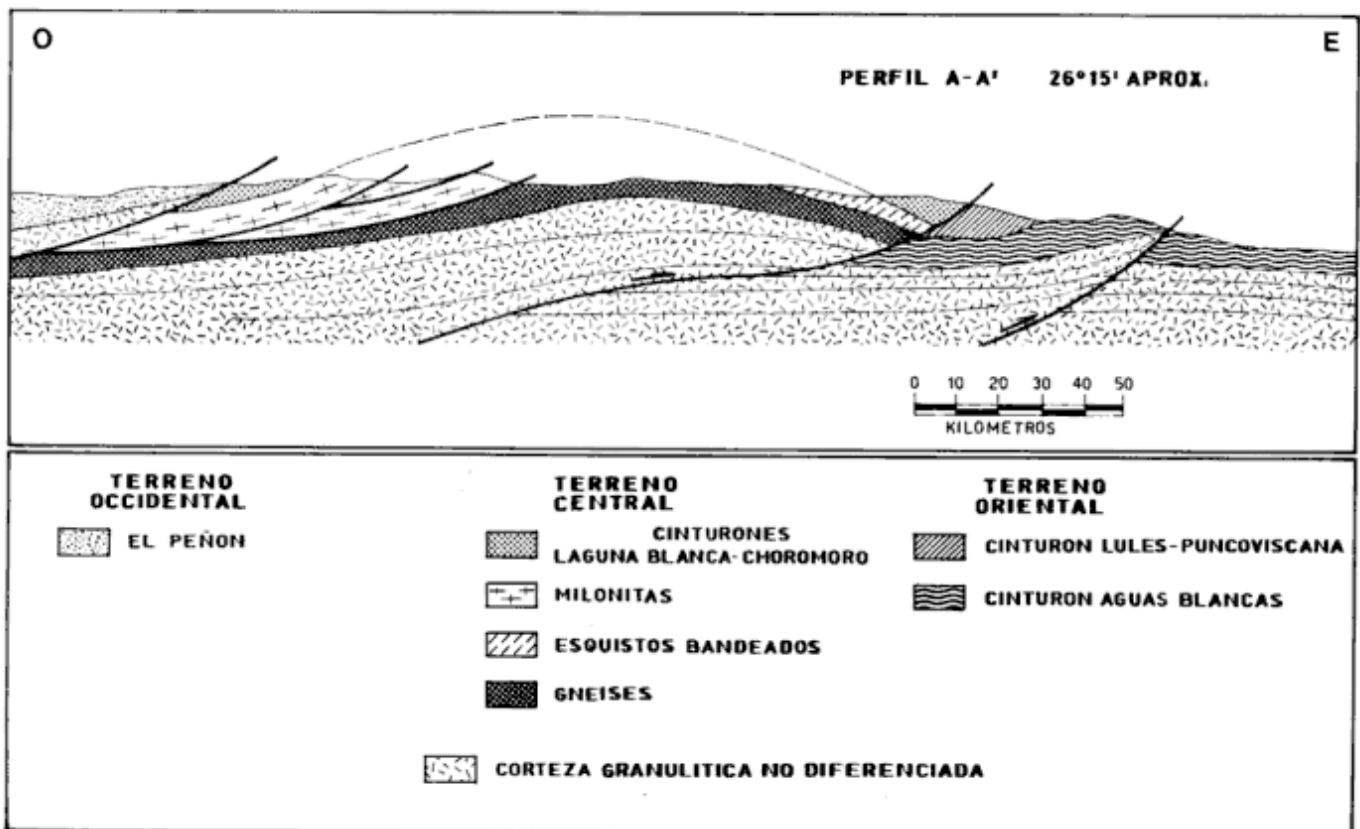 O
E
PERFIL A-A' 26°15' APROX.
0 10 20 30 40 50
KILOMETROS
TERRENO
OCCIDENTAL
EL PEÑON
TERRENO
CENTRAL
CINTURONES
LAGUNA BLANCA-CHOROMORO
MILONITAS
ESQUISTOS BANDEADOS
GNEISES
TERRENO
ORIENTAL
CINTURON LULES-PUNCOVISCANA
CINTURON AGUAS BLANCAS
CORTEZA GRANULITICA NO DIFERENCIADA